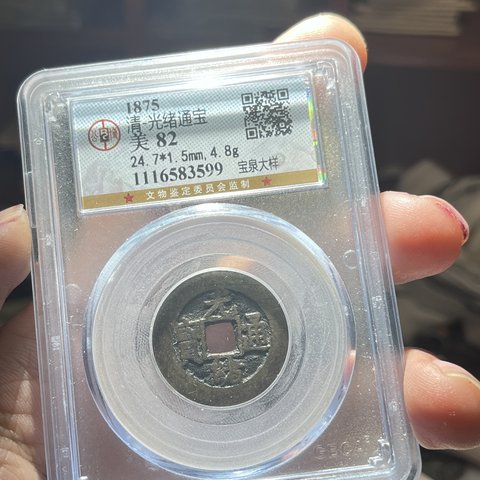 1875
清 光绪通宝
美 82
24.7*1.5mm, 4.8g
1116583599 宝泉大样
文物鉴定委员会监制
光
通
緒